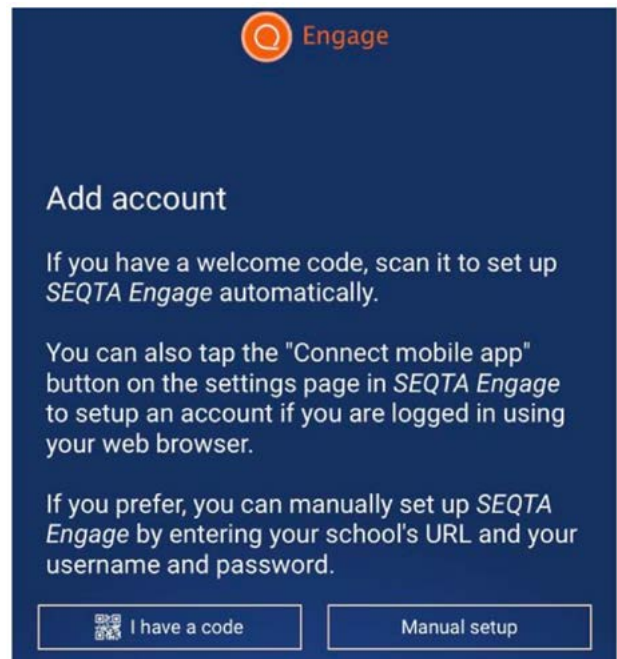 Engage
Add account
If you have a welcome code, scan it to set up
SEQTA Engage automatically.
You can also tap the "Connect mobile app"
button on the settings page in SEQTA Engage
to setup an account if you are logged in using
your web browser.
If you prefer, you can manually set up SEQTA
Engage by entering your school's URL and your
username and password.
I have a code
Manual setup